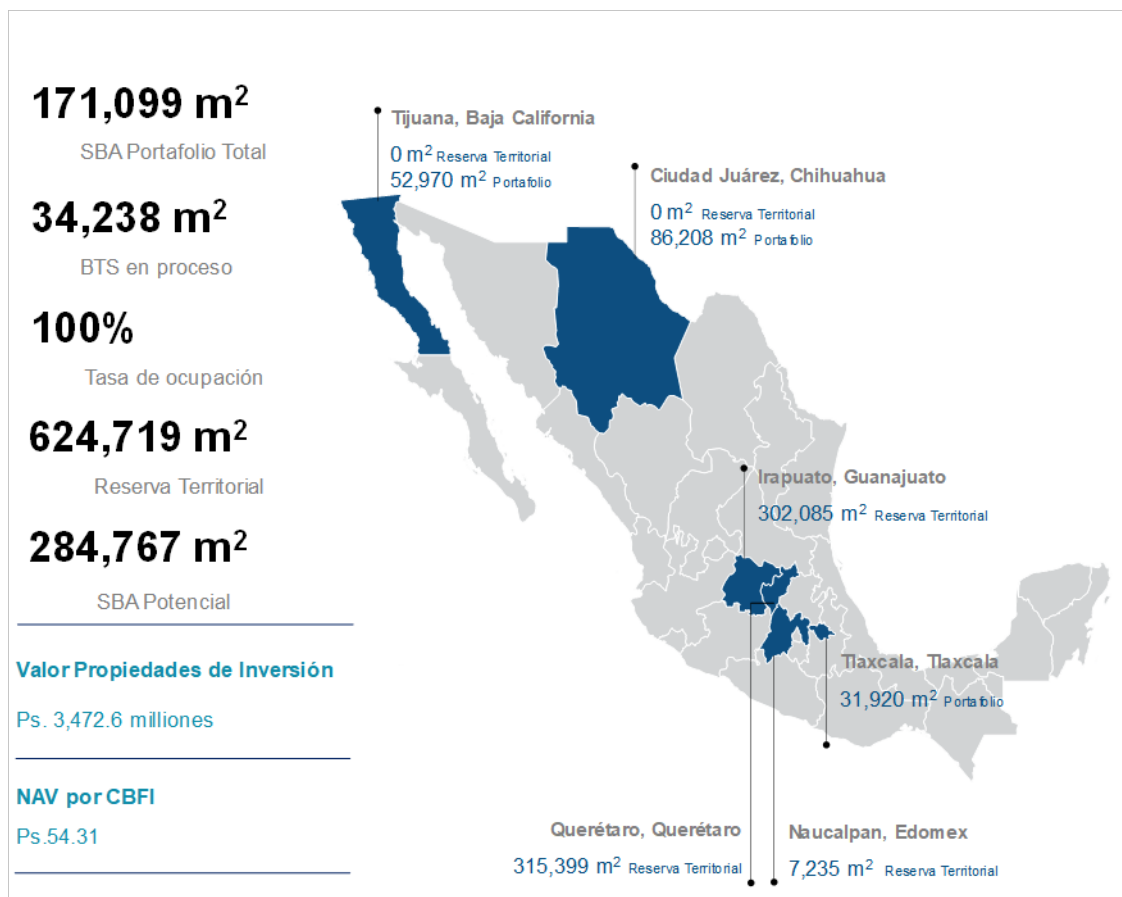 171,099 m²
SBA Portafolio Total
34,238 m²
BTS en proceso
100%
Tasa de ocupación
624,719 m²
Reserva Territorial
284,767 m²
SBA Potencial
Valor Propiedades de Inversión
Ps. 3,472.6 milliones
NAV por CBFI
Ps.54.31
Tijuana, Baja California
0 m² Reserva Territorial
52,970 m² Portafolio
Ciudad Juárez, Chihuahua
0 m² Reserva Territorial
86,208 m² Portafolio
Irapuato, Guanajuato
302,085 m² Reserva Territorial
Tlaxcala, Tlaxcala
31,920 m² Portafolio
Querétaro, Querétaro
315,399 m² Reserva Territorial
Naucalpan, Edomex
7,235 m² Reserva Territorial